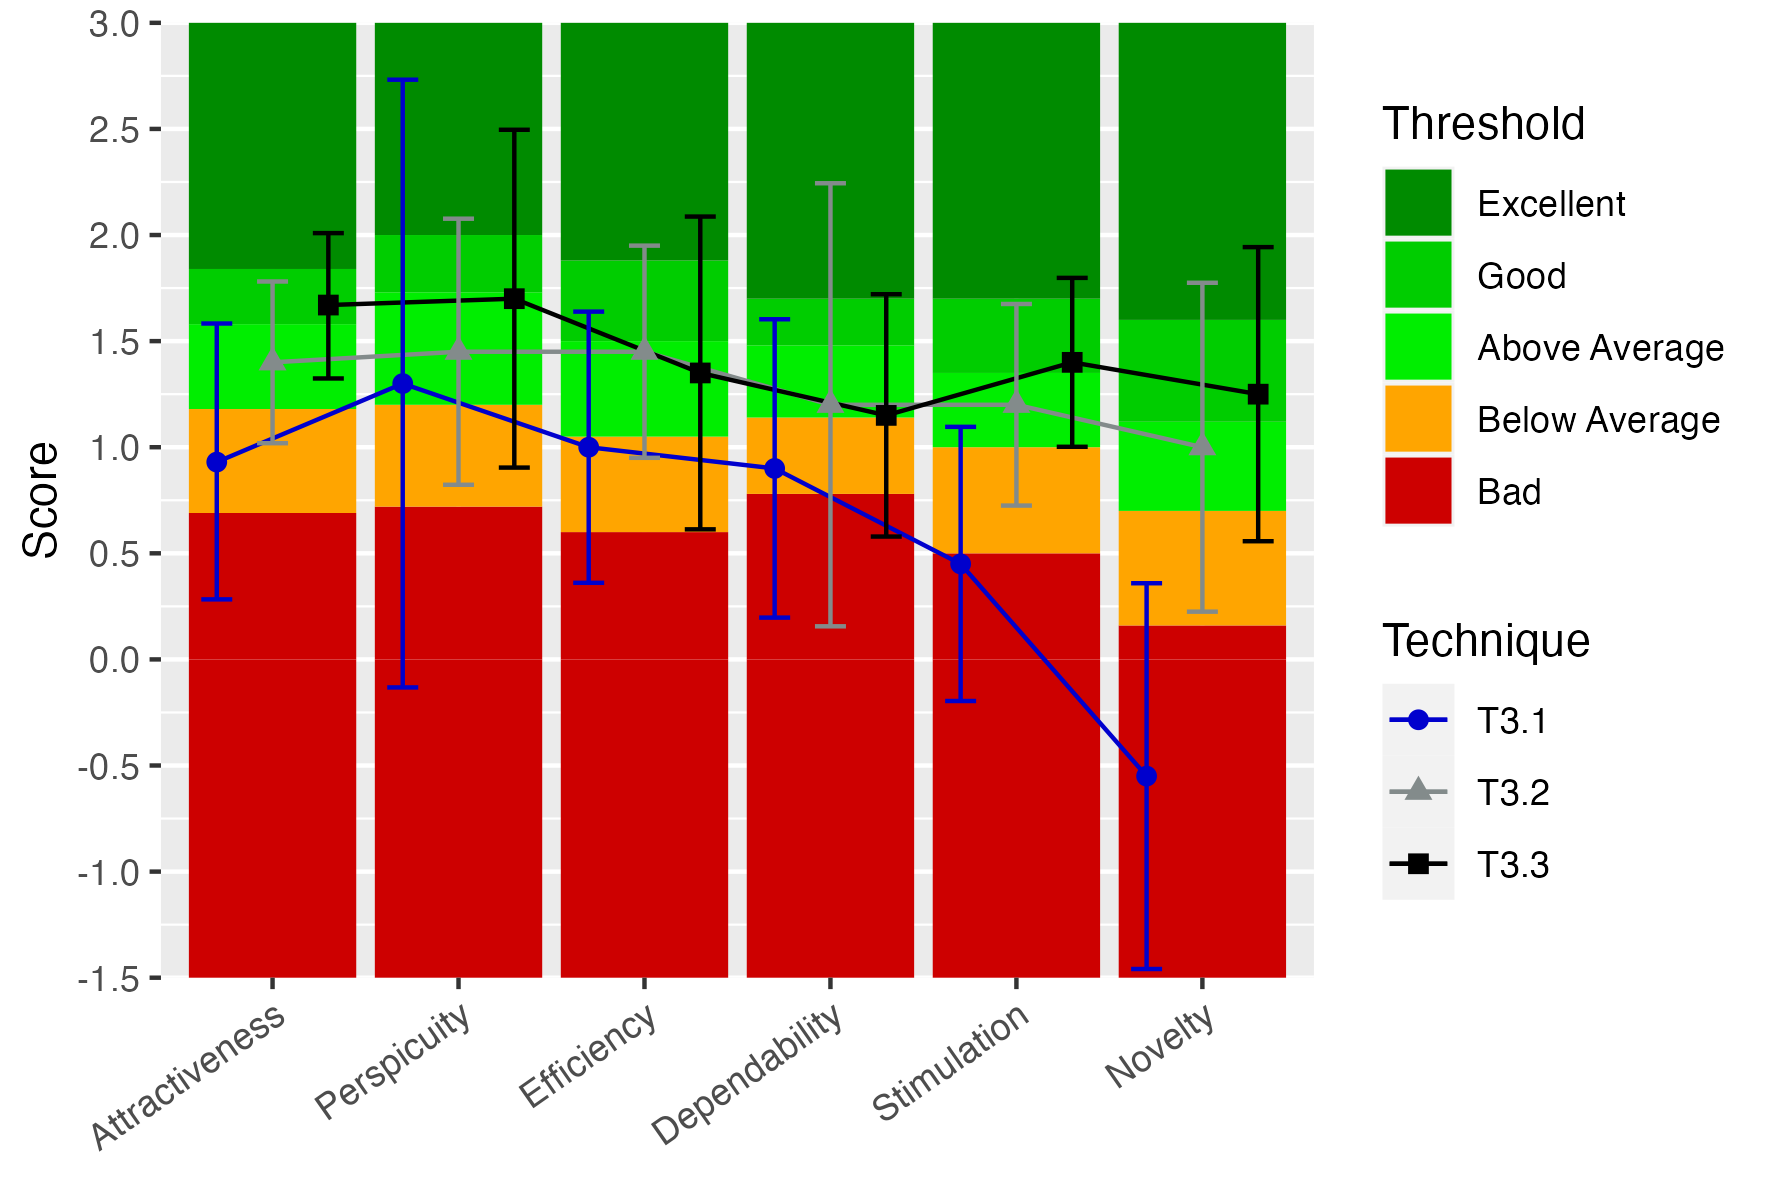 3.0
2.5
2.0
1.5
1.0
0.5
0.0
-0.5
-1.0
-1.5
Score
Attractiveness
Perspicuity
Efficiency
Dependability
Stimulation
Novelty
Threshold
Excellent
Good
Above Average
Below Average
Bad
Technique
T3.1
T3.2
T3.3